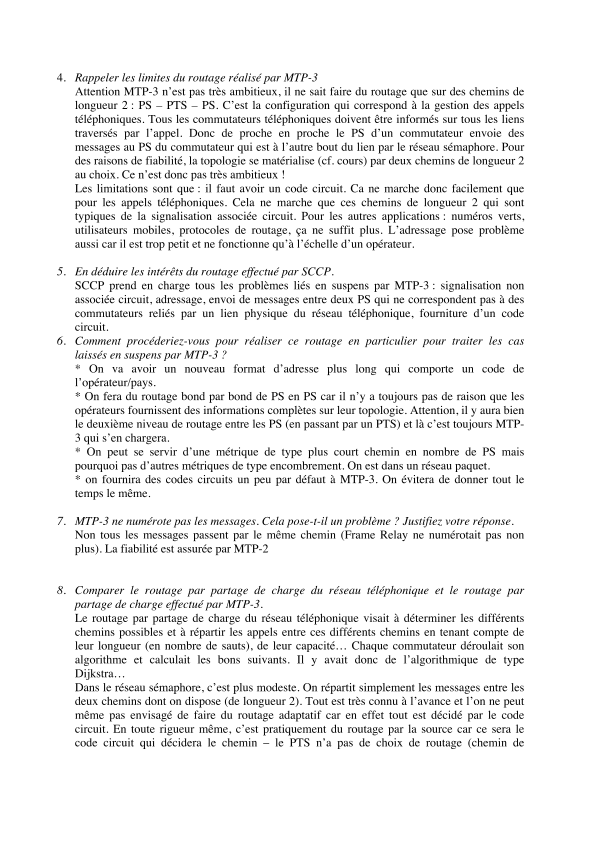 4. Rappeler les limites du routage réalisé par MTP-3
Attention MTP-3 n'est pas très ambitieux, il ne sait faire du routage que sur des chemins de
longueur 2 : PS – PTS – PS. C'est la configuration qui correspond à la gestion des appels
téléphoniques. Tous les commutateurs téléphoniques doivent être informés sur tous les liens
traversés par l'appel. Donc de proche en proche le PS d'un commutateur envoie des
messages au PS du commutateur qui est à l'autre bout du lien par le réseau sémaphore. Pour
des raisons de fiabilité, la topologie se matérialise (cf. cours) par deux chemins de longueur 2
au choix. Ce n'est donc pas très ambitieux !
Les limitations sont que : il faut avoir un code circuit. Ca ne marche donc facilement que
pour les appels téléphoniques. Cela ne marche que ces chemins de longueur 2 qui sont
typiques de la signalisation associée circuit. Pour les autres applications : numéros verts,
utilisateurs mobiles, protocoles de routage, ça ne suffit plus. L'adressage pose problème
aussi car il est trop petit et ne fonctionne qu'à l'échelle d'un opérateur.
5. En déduire les intérêts du routage effectué par SCCP.
SCCP prend en charge tous les problèmes liés en suspens par MTP-3 : signalisation non
associée circuit, adressage, envoi de messages entre deux PS qui ne correspondent pas à des
commutateurs reliés par un lien physique du réseau téléphonique, fourniture d'un code
circuit.
6. Comment procéderiez-vous pour réaliser ce routage en particulier pour traiter les cas
laissés en suspens par MTP-3 ?
* On va avoir un nouveau format d'adresse plus long qui comporte un code de
l'opérateur/pays.
* On fera du routage bond par bond de PS en PS car il n'y a toujours pas de raison que les
opérateurs fournissent des informations complètes sur leur topologie. Attention, il y aura bien
le deuxième niveau de routage entre les PS (en passant par un PTS) et là c'est toujours MTP-
3 qui s'en chargera.
* On peut se servir d'une métrique de type plus court chemin en nombre de PS mais
pourquoi pas d'autres métriques de type encombrement. On est dans un réseau paquet.
* on fournira des codes circuits un peu par défaut à MTP-3. On évitera de donner tout le
temps le même.
7. MTP-3 ne numérote pas les messages. Cela pose-t-il un problème ? Justifiez votre réponse.
Non tous les messages passent par le même chemin (Frame Relay ne numérotait pas non
plus). La fiabilité est assurée par MTP-2
8. Comparer le routage par partage de charge du réseau téléphonique et le routage par
partage de charge effectué par MTP-3.
Le routage par partage de charge du réseau téléphonique visait à déterminer les différents
chemins possibles et à répartir les appels entre ces différents chemins en tenant compte de
leur longueur (en nombre de sauts), de leur capacité… Chaque commutateur déroulait son
algorithme et calculait les bons suivants. Il y avait donc de l'algorithmique de type
Dijkstra…
Dans le réseau sémaphore, c'est plus modeste. On répartit simplement les messages entre les
deux chemins dont on dispose (de longueur 2). Tout est très connu à l'avance et l'on ne peut
même pas envisagé de faire du routage adaptatif car en effet tout est décidé par le code
circuit. En toute rigueur même, c'est pratiquement du routage par la source car ce sera le
code circuit qui décidera le chemin – le PTS n'a pas de choix de routage (chemin de